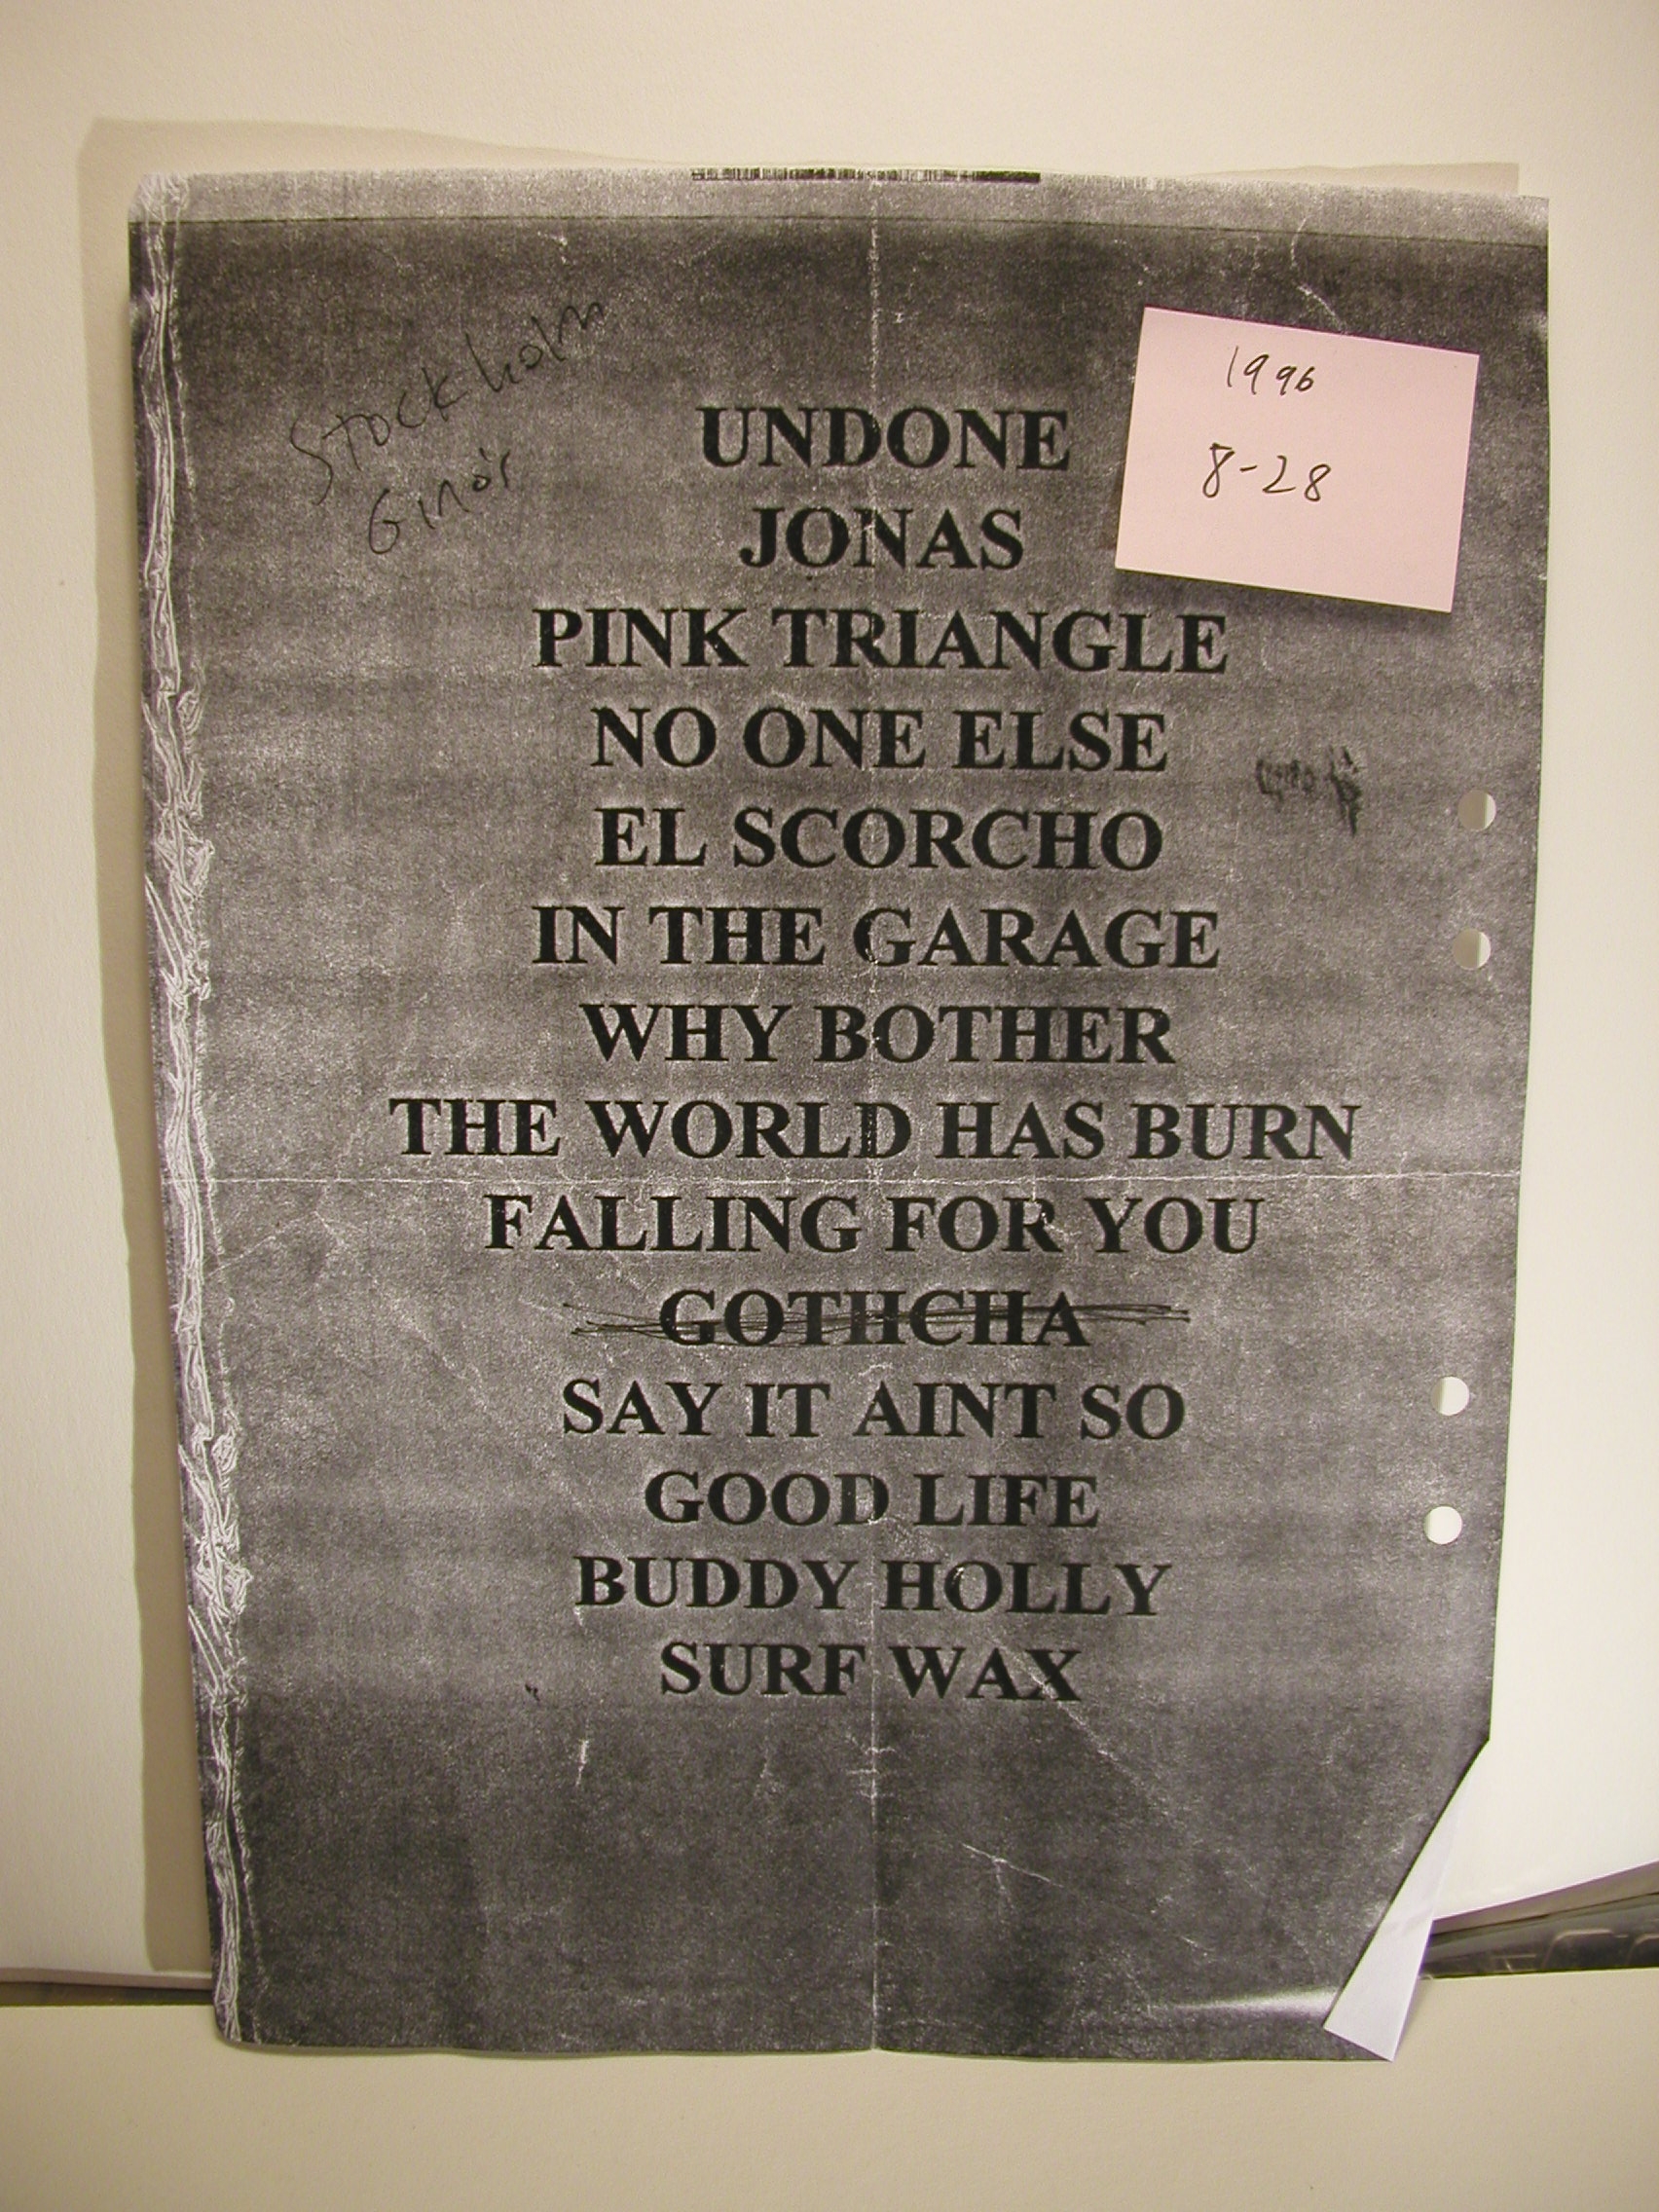 Stockholm
Gino's
1996
8-28
UNDONE
JONAS
PINK TRIANGLE
NO ONE ELSE
EL SCORCHO
IN THE GARAGE
WHY BOTHER
THE WORLD HAS BURN
FALLING FOR YOU
GOTHCHA
SAY IT AINT SO
GOOD LIFE
BUDDY HOLLY
SURF WAX